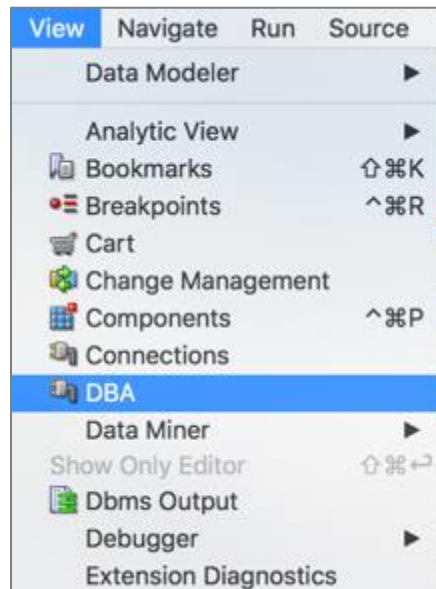 View Navigate Run Source
Data Modeler ▶
Analytic View ▶
Bookmarks ⇧⌘K
Breakpoints ^⌘R
Cart
Change Management
Components ^⌘P
Connections
DBA
Data Miner ▶
Show Only Editor ⇧⌘↩
Dbms Output
Debugger ▶
Extension Diagnostics